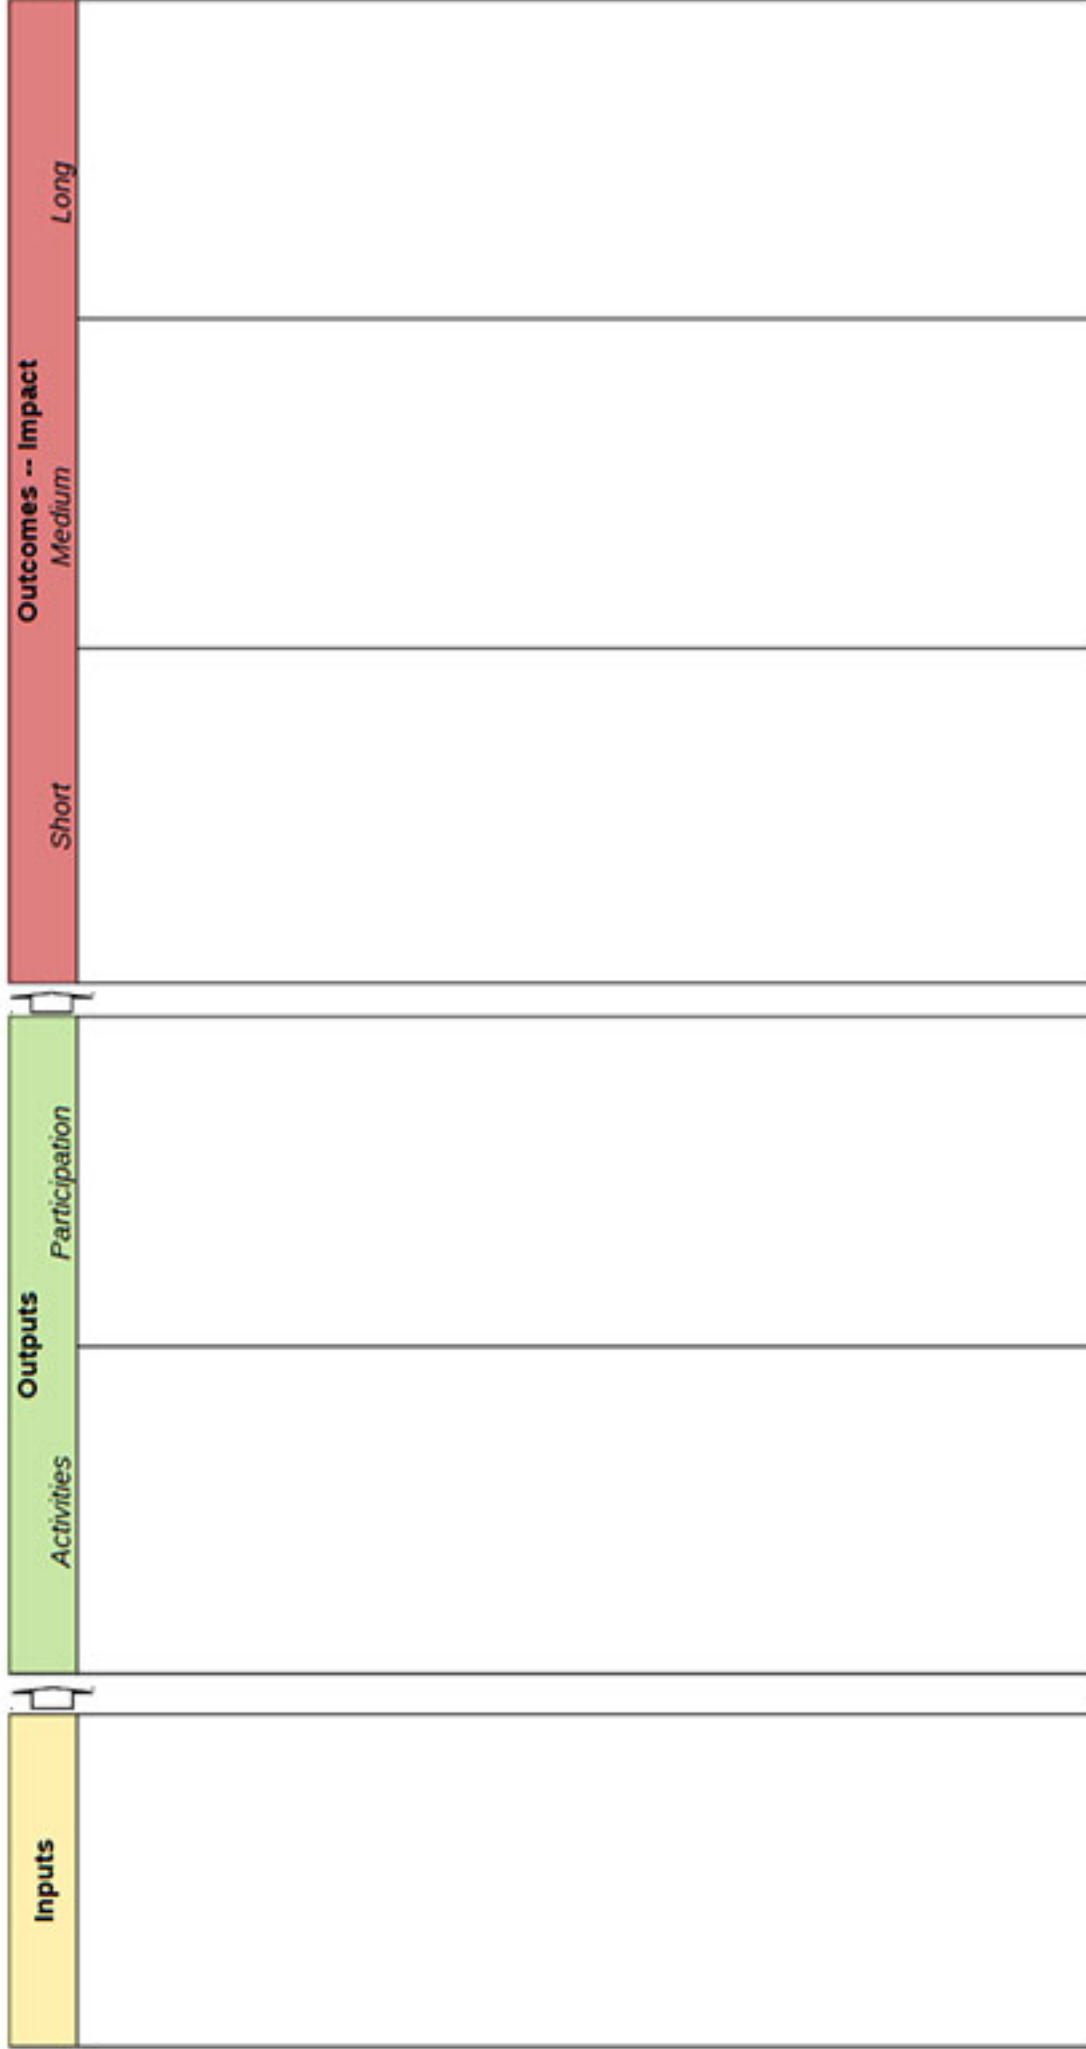 Inputs
Outputs
Activities Participation
Outcomes -- Impact
Short Medium Long